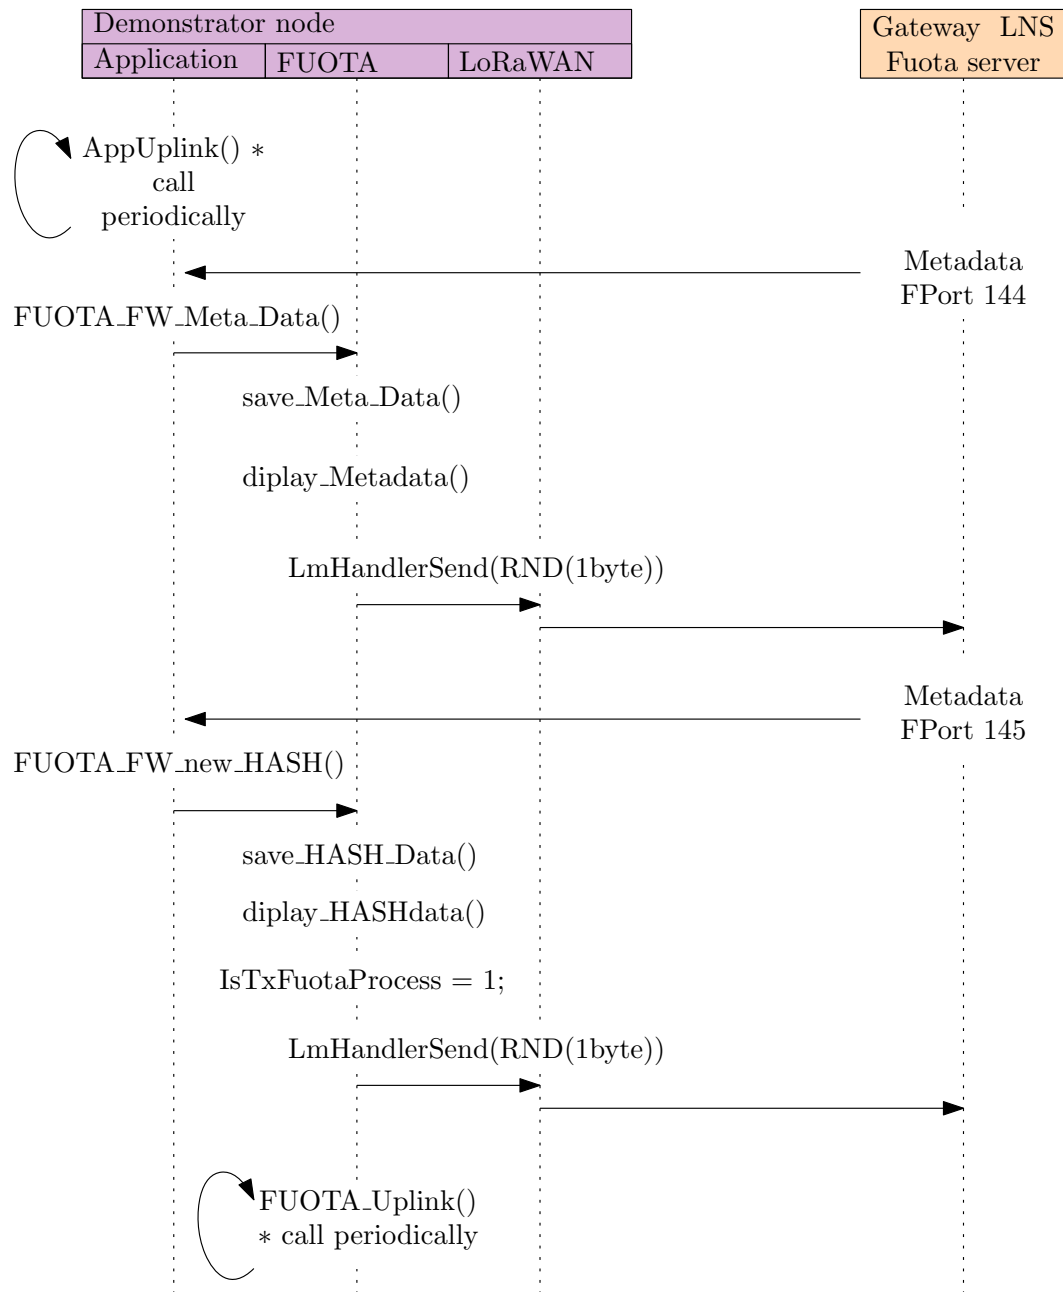 Demonstrator node
Application
FUOTA
LoRaWAN
Gateway LNS
Fuota server
AppUplink() *
call
periodically
Metadata
FPort 144
FUOTA_FW_Meta_Data()
save_Meta_Data()
diplay_Metadata()
LmHandlerSend(RND(1byte))
Metadata
FPort 145
FUOTA_FW_new_HASH()
save_HASH_Data()
diplay_HASHdata()
IsTxFuotaProcess = 1;
LmHandlerSend(RND(1byte))
FUOTA_Uplink()
* call periodically